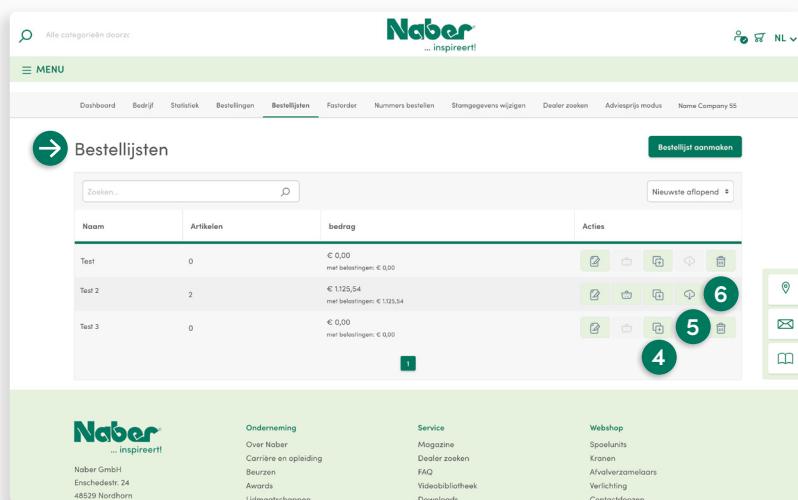 Alle categorieën doorzc
Naber
... inspireert!
NL
MENU
Dashboard Bedrijf Statistiek Bestellingen Bestellijsten Fastorder Nummers bestellen Stamgegevens wijzigen Dealer zoeken Adviesprijs modus Name Company 55
Bestellijsten
Bestellijst aanmaken
Zoeken...
Nieuwste aflopend
Naam Artikelen bedrag Acties
Test 0 € 0,00
met belastingen: € 0,00
Test 2 2 € 1.125,54
met belastingen: € 1.125,54
6
Test 3 0 € 0,00
met belastingen: € 0,00
5
4
1
Naber
... inspireert!
Naber GmbH
Enschedestr. 24
48529 Nordhorn
Onderneming
Over Naber
Carrière en opleiding
Beurzen
Awards
Lidmaatschappen
Service
Magazine
Dealer zoeken
FAQ
Videobibliotheek
Downloads
Webshop
Spoelunits
Kranen
Afvalverzamelaars
Verlichting
Contactdozen